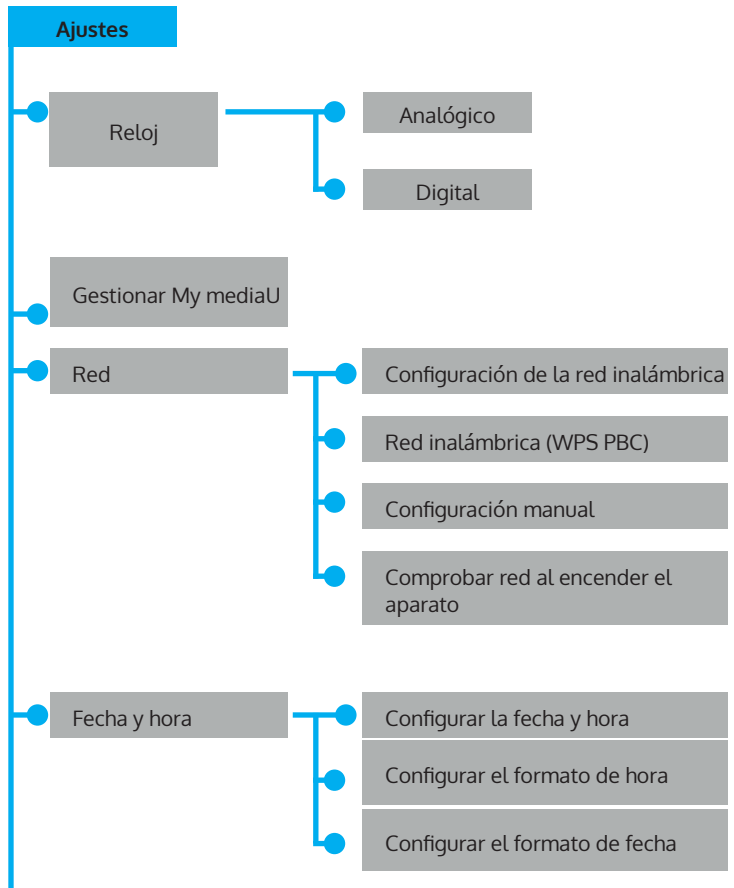 Ajustes
Reloj
Analógico
Digital
Gestionar My mediaU
Red
Configuración de la red inalámbrica
Red inalámbrica (WPS PBC)
Configuración manual
Comprobar red al encender el
aparato
Fecha y hora
Configurar la fecha y hora
Configurar el formato de hora
Configurar el formato de fecha